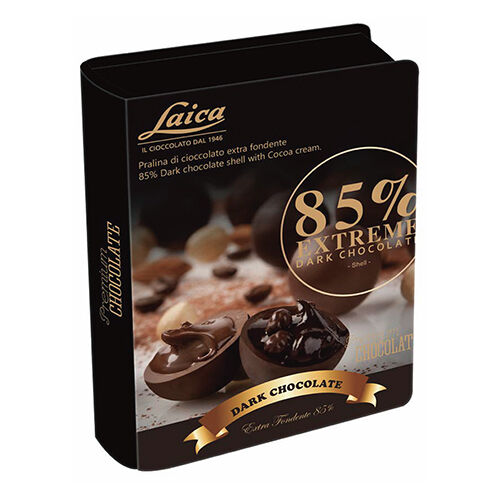 Laica
IL CIOCCOLATO DAL 1946
Pralina di cioccolato extra fondente
85% Dark chocolate shell with Cocoa cream.
85%
EXTREME
DARK CHOCOLATE
- Shell -
CHOCOLATE
DARK CHOCOLATE
Extra Fondente 85%
CHOCOLATE